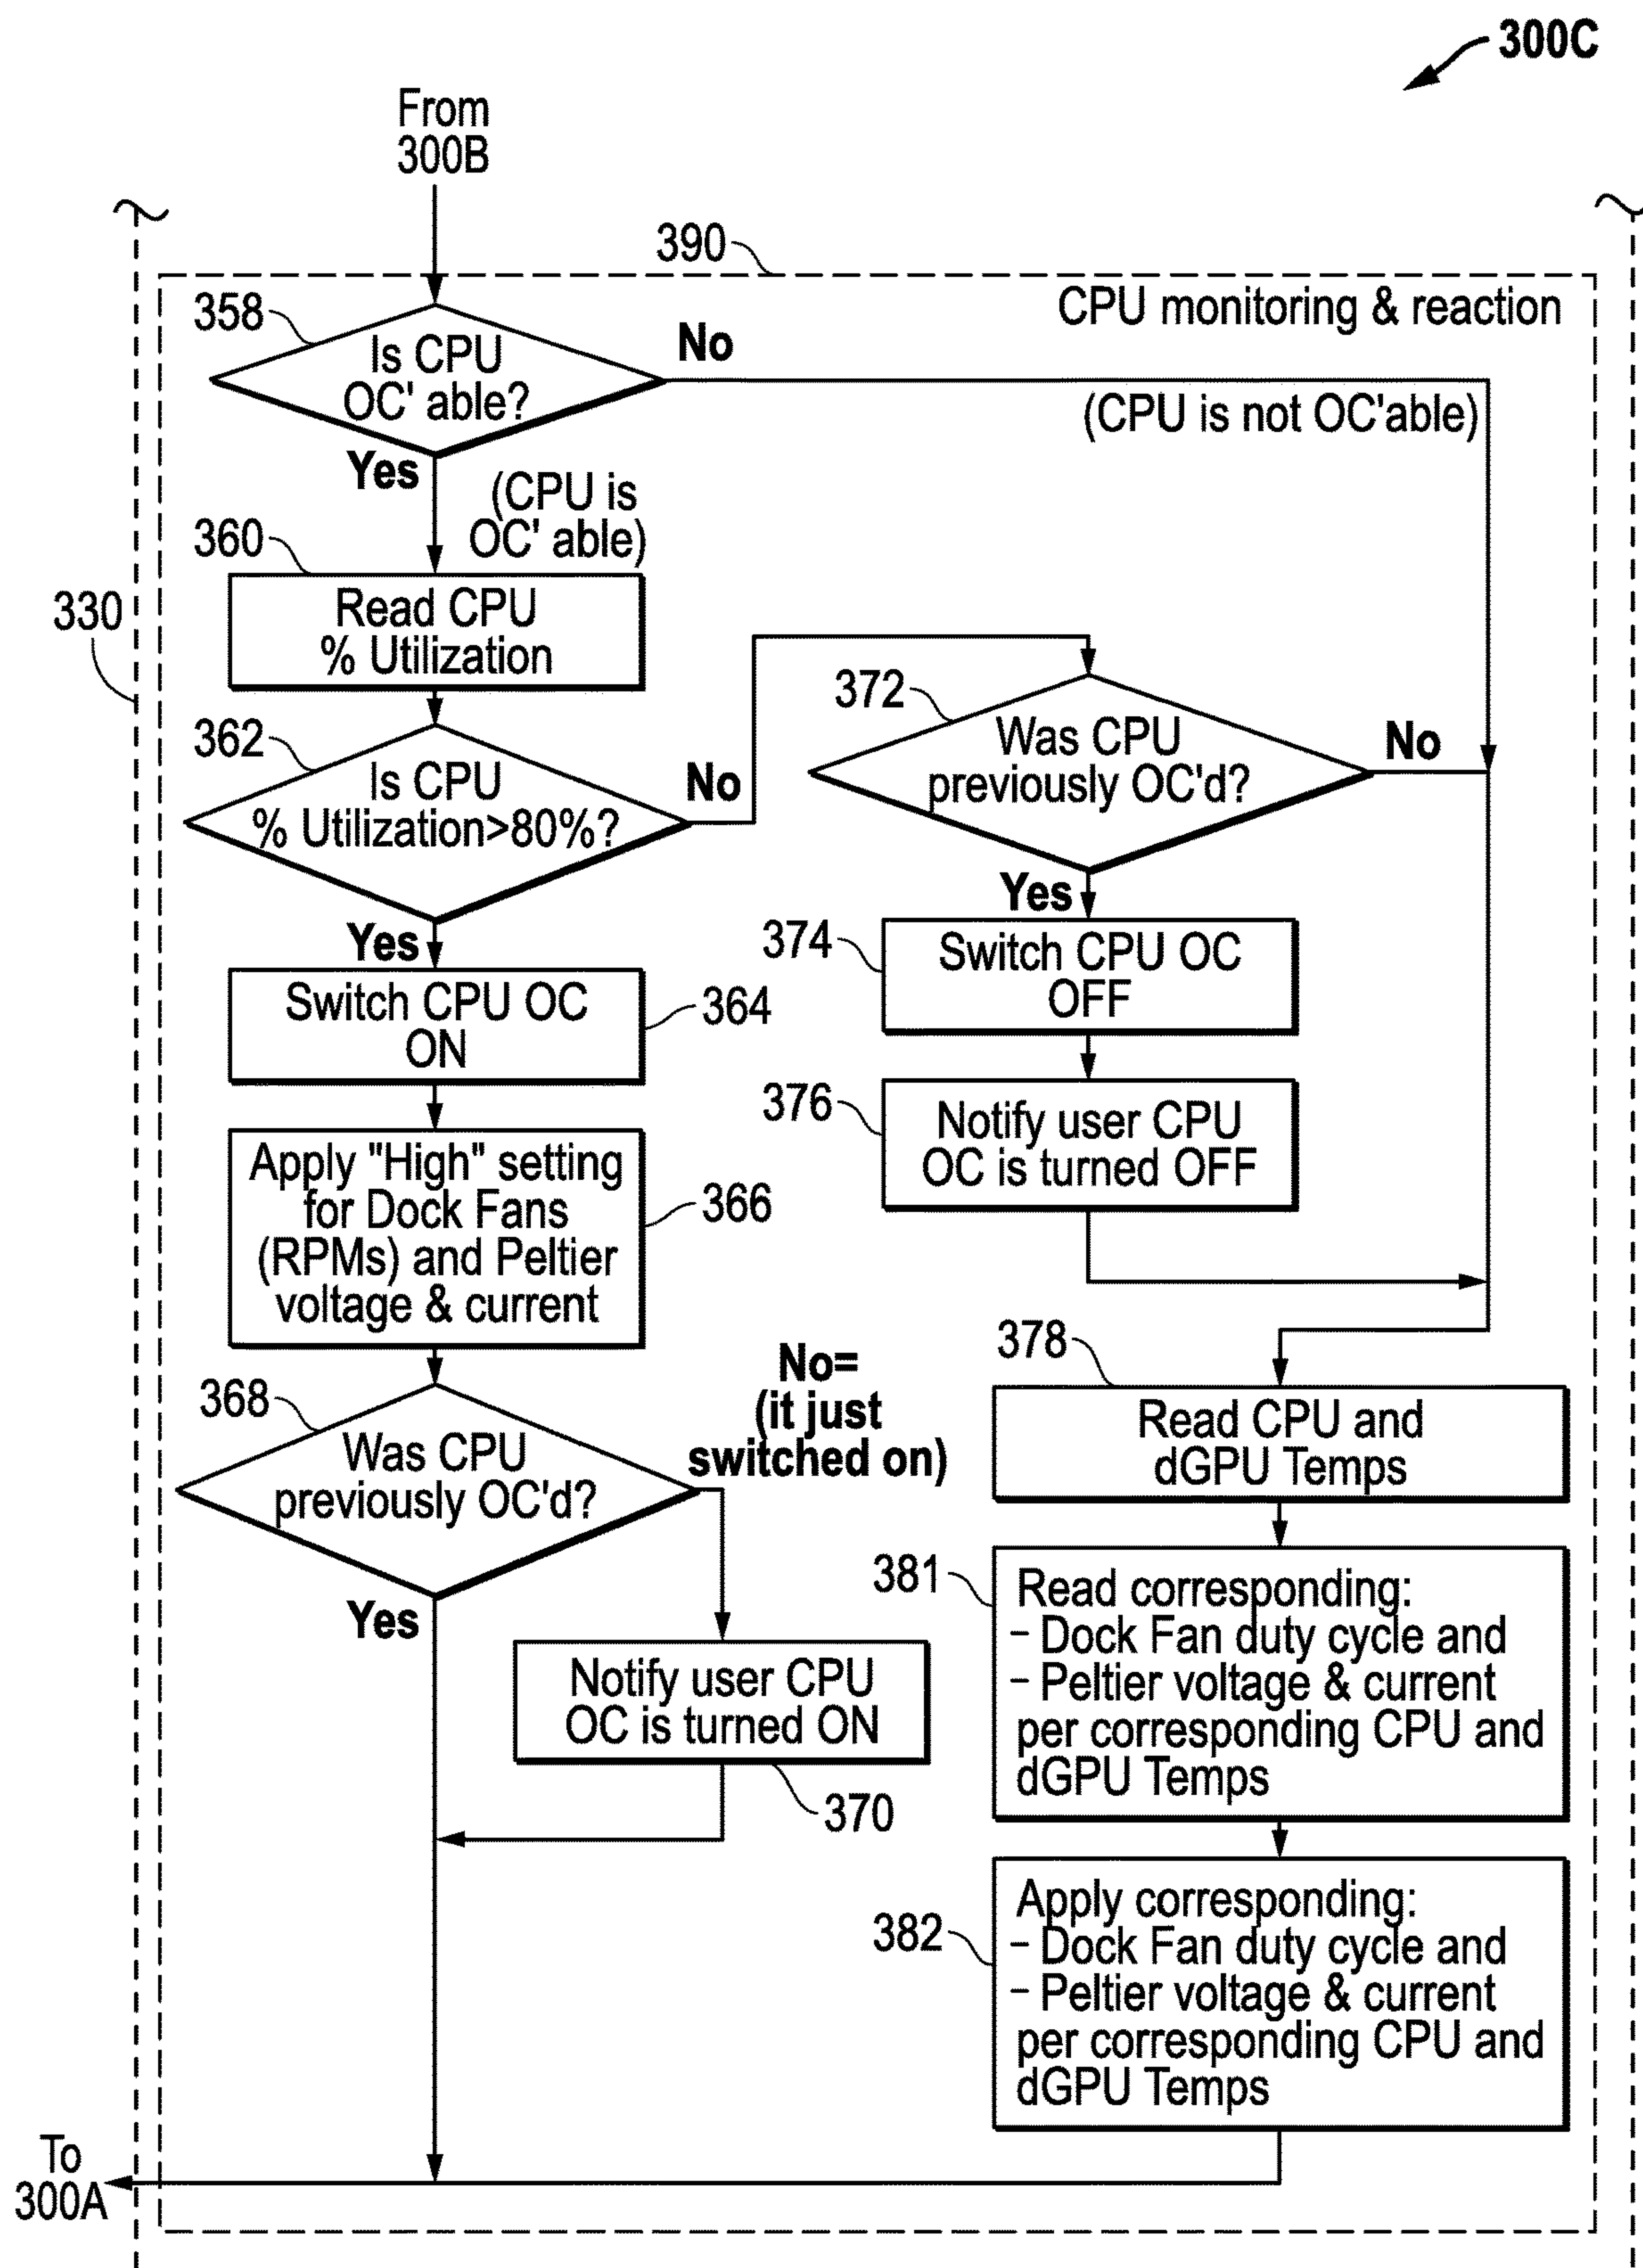 300C
From
300B
390
CPU monitoring & reaction
358
Is CPU
OC' able?
No
(CPU is not OC'able)
Yes
(CPU is
OC' able)
360
Read CPU
% Utilization
330
362
Is CPU
% Utilization>80%?
No
372
Was CPU
previously OC'd?
No
Yes
Yes
364
Switch CPU OC
ON
374
Switch CPU OC
OFF
376
Notify user CPU
OC is turned OFF
366
Apply "High" setting
for Dock Fans
(RPMs) and Peltier
voltage & current
368
Was CPU
previously OC'd?
No=
(it just
switched on)
Yes
Notify user CPU
OC is turned ON
370
378
Read CPU and
dGPU Temps
381
Read corresponding:
- Dock Fan duty cycle and
- Peltier voltage & current
per corresponding CPU and
dGPU Temps
382
Apply corresponding:
- Dock Fan duty cycle and
- Peltier voltage & current
per corresponding CPU and
dGPU Temps
To
300A